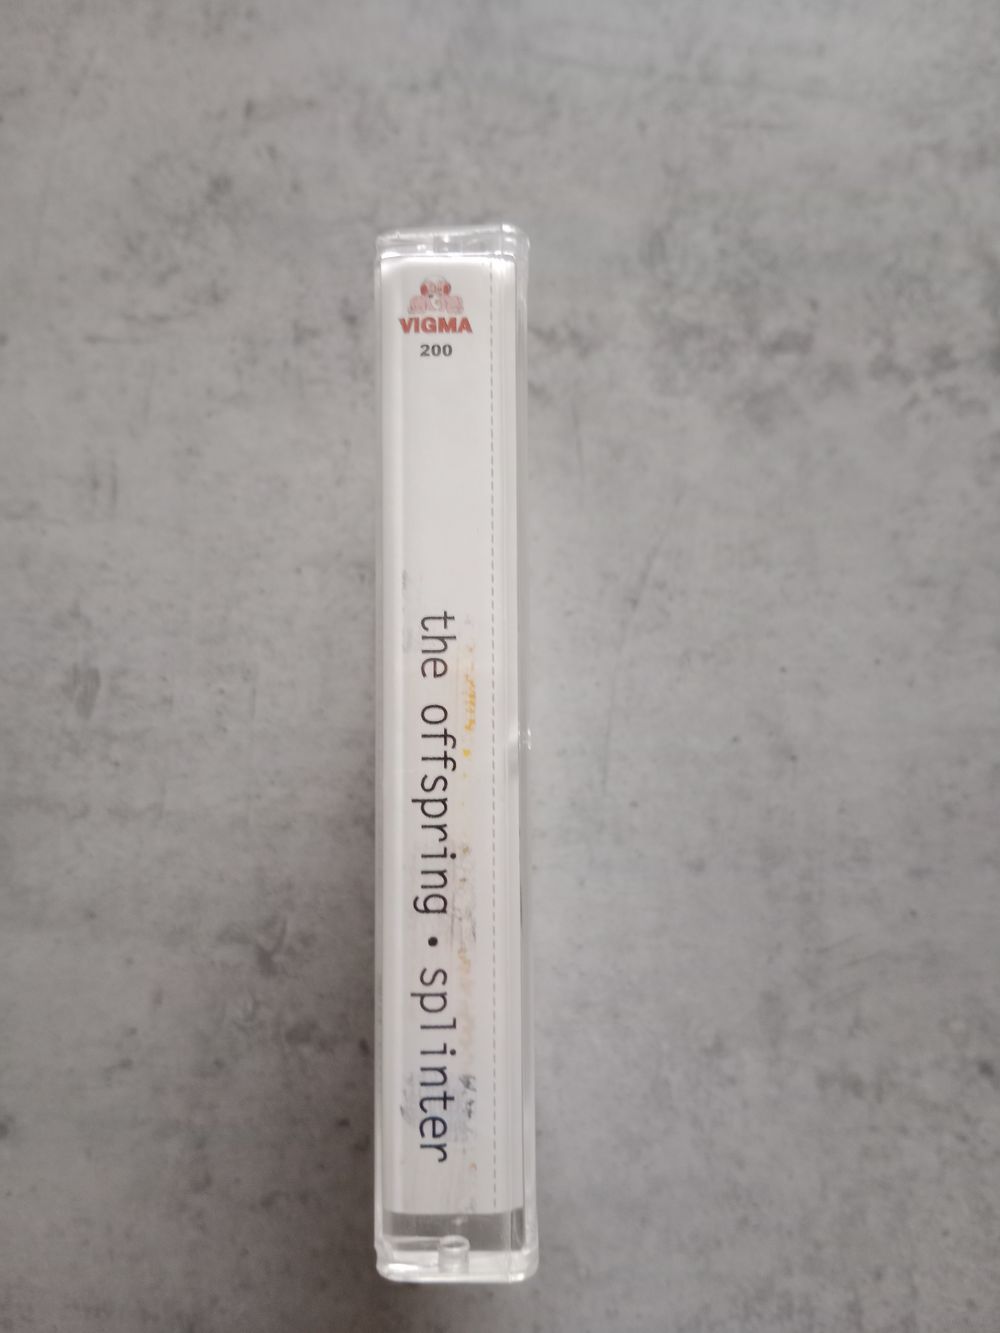 VIGMA
200
the offspring • splinter